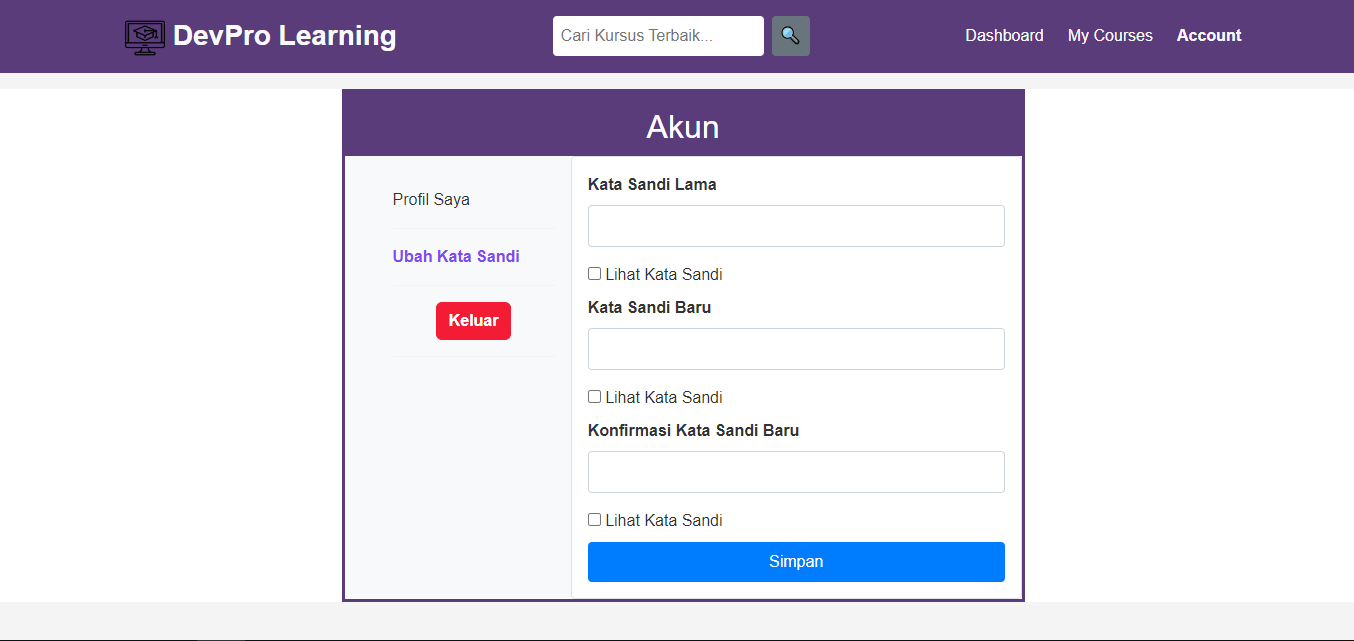 DevPro Learning
Cari Kursus Terbaik...
Dashboard
My Courses
Account
Akun
Profil Saya
Ubah Kata Sandi
Keluar
Kata Sandi Lama
Lihat Kata Sandi
Kata Sandi Baru
Lihat Kata Sandi
Konfirmasi Kata Sandi Baru
Lihat Kata Sandi
Simpan